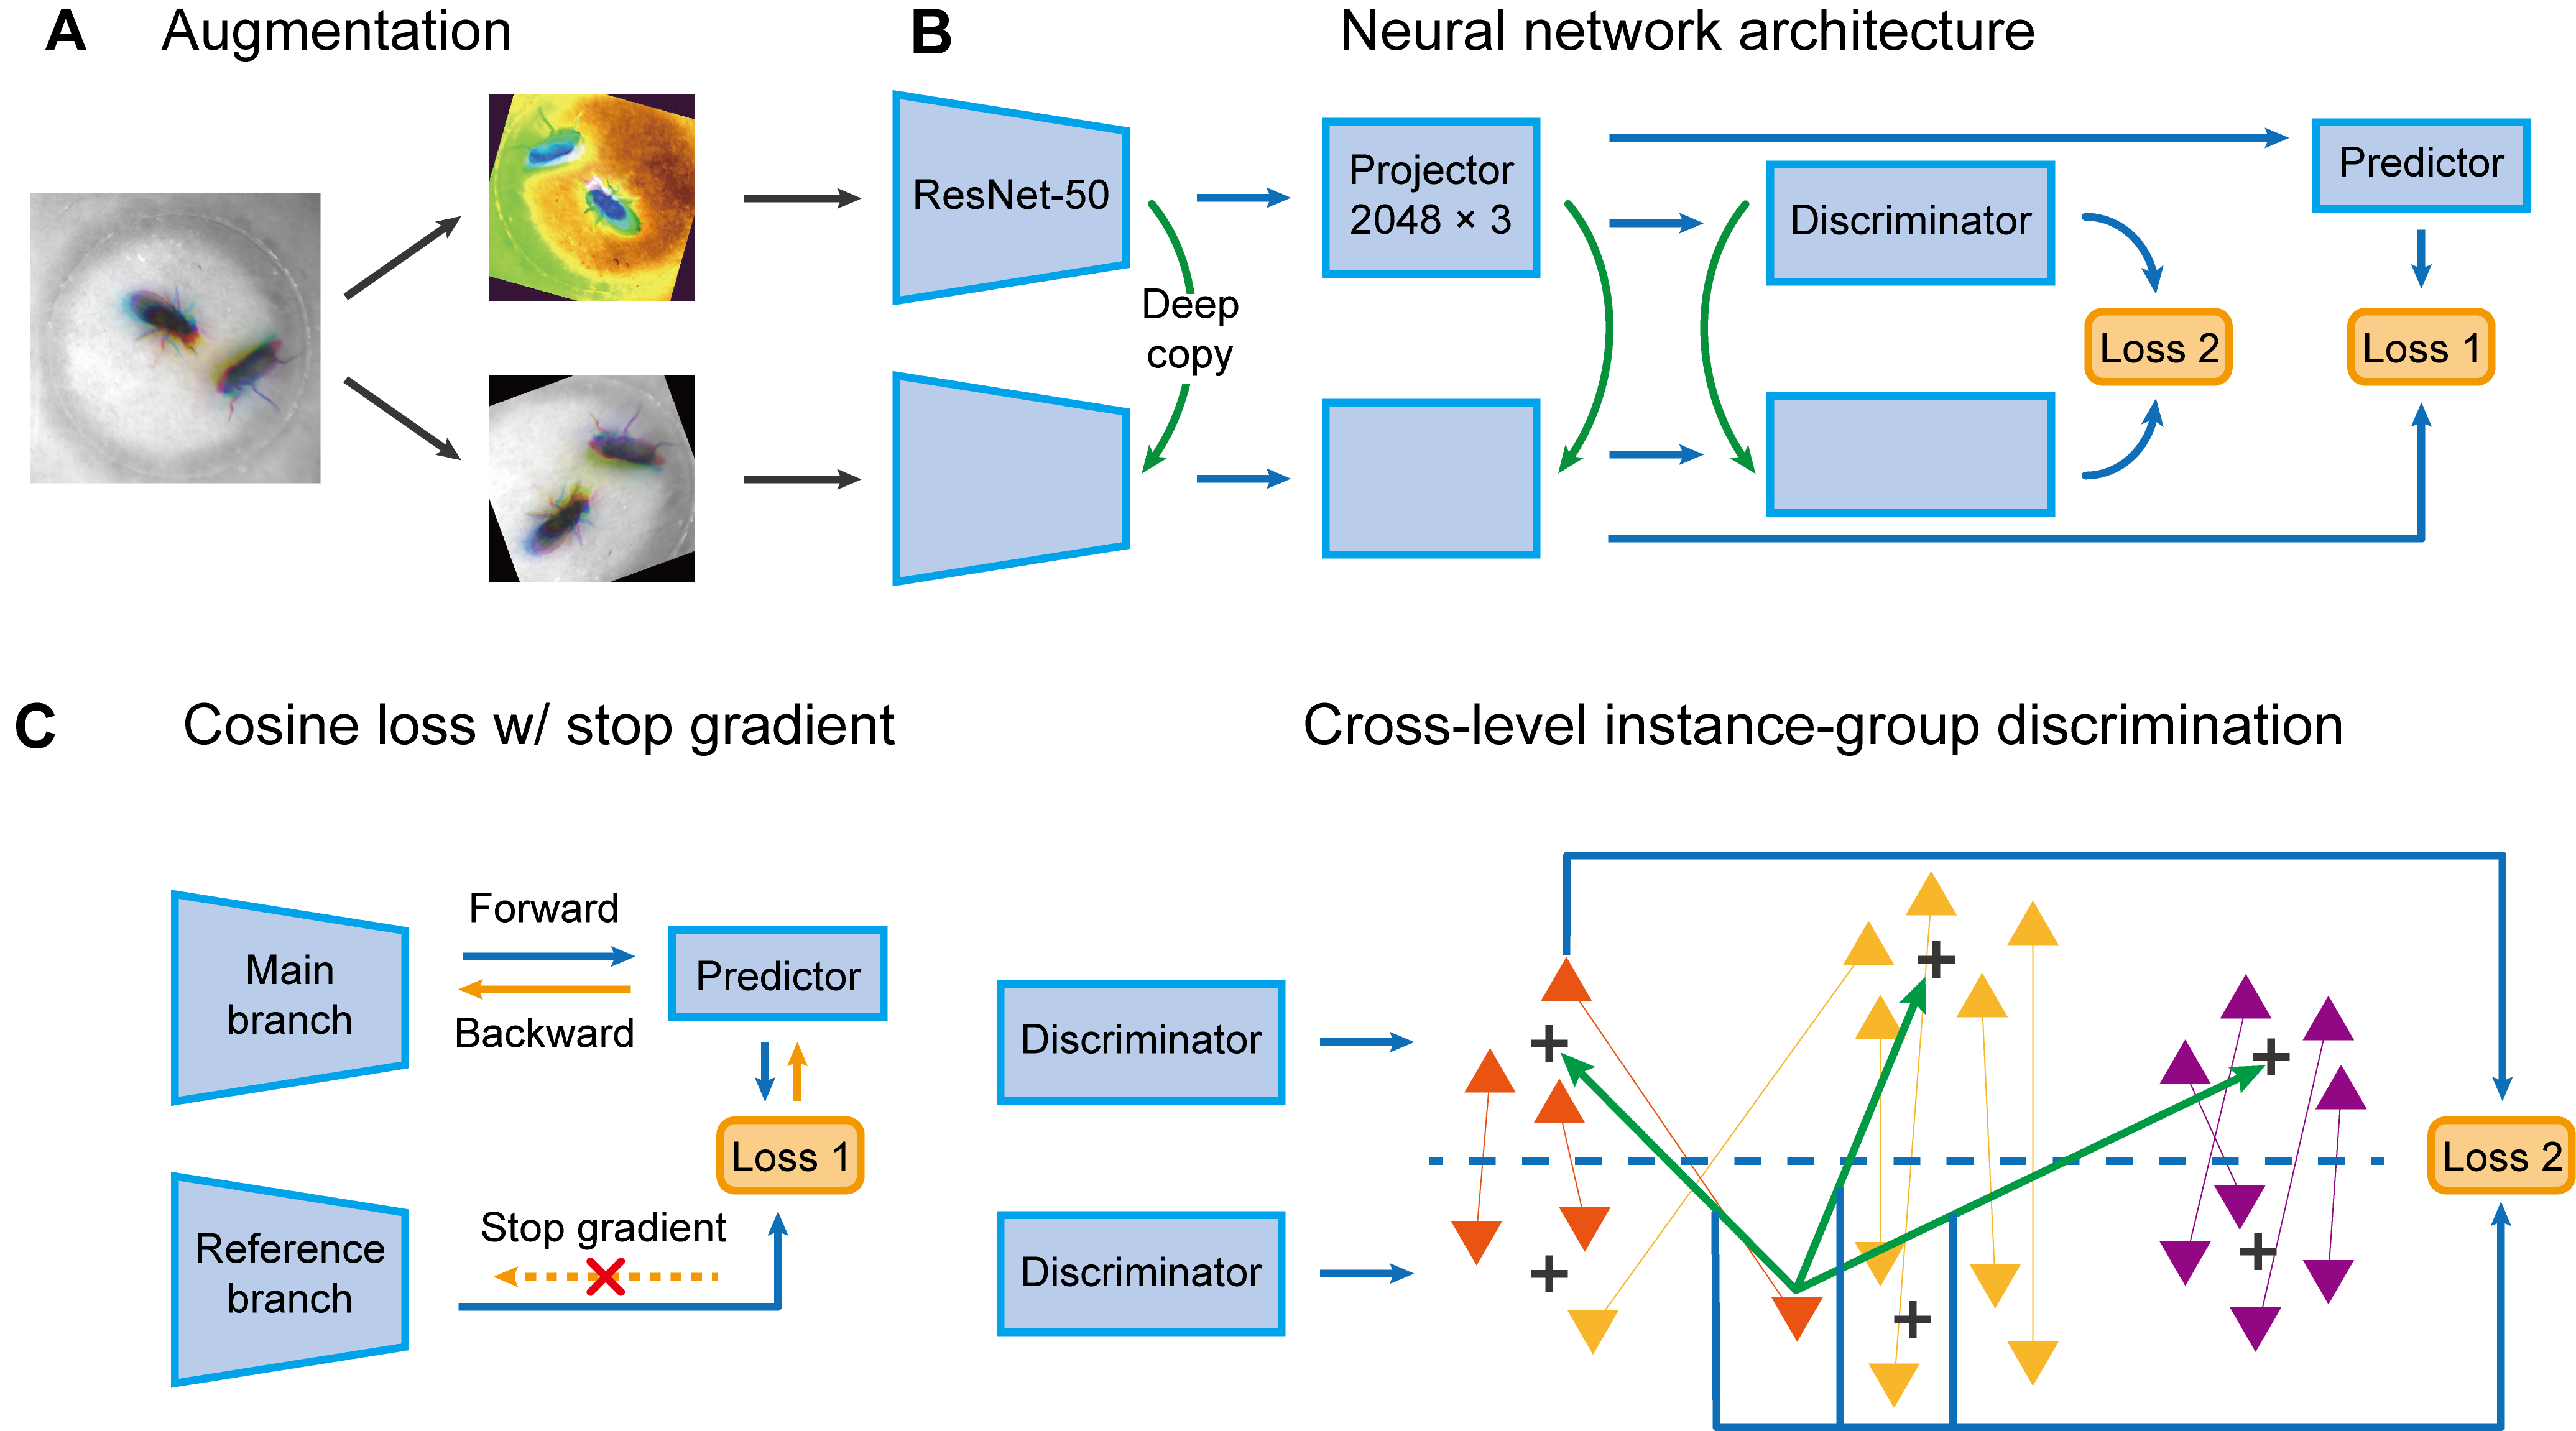 A Augmentation
B Neural network architecture
ResNet-50
Deep
copy
Projector
2048 × 3
Discriminator
Predictor
Loss 2
Loss 1
C Cosine loss w/ stop gradient
Main
branch
Forward
Backward
Predictor
Loss 1
Reference
branch
Stop gradient
Cross-level instance-group discrimination
Discriminator
Discriminator
Loss 2